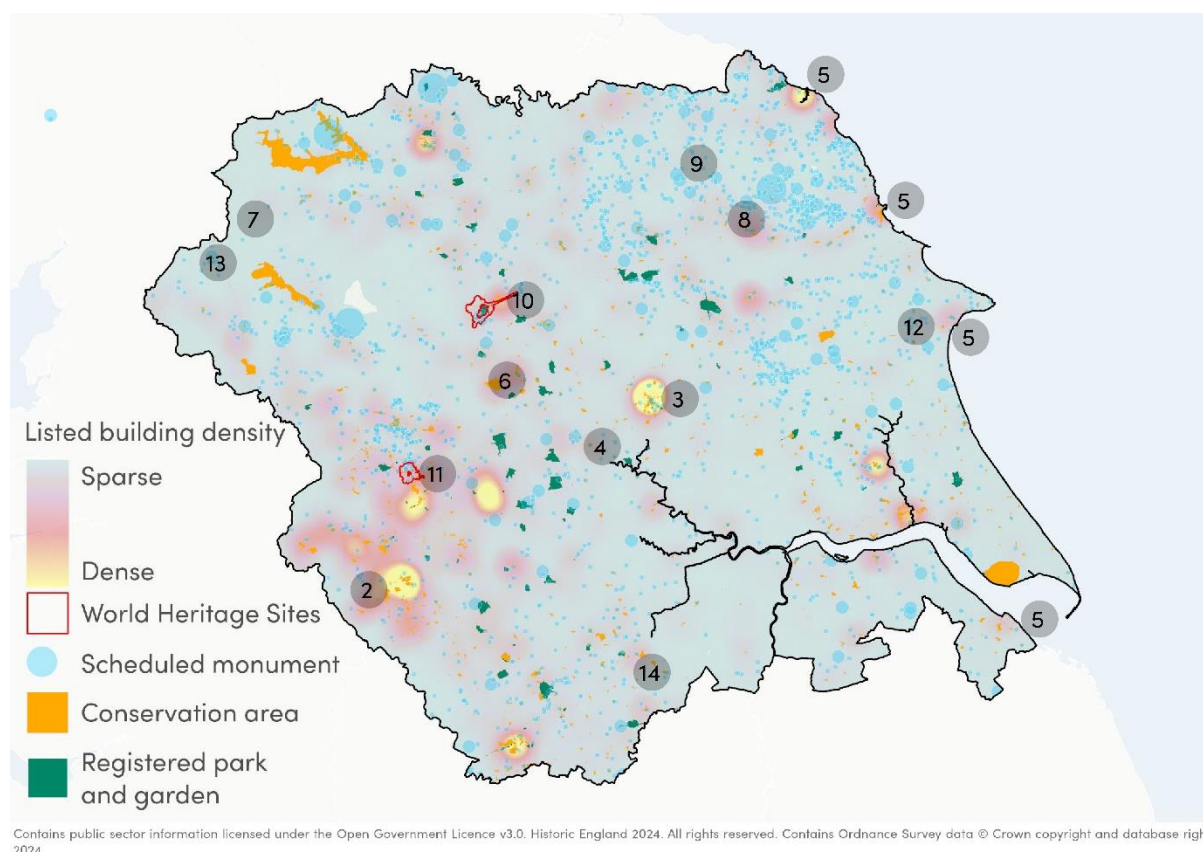 5
9
5
7
8
13
10
12
5
6
3
4
Listed building density
Sparse
11
Dense
2
World Heritage Sites
5
Scheduled monument
14
Conservation area
Registered park
and garden
Contains public sector information licensed under the Open Government Licence v3.0. Historic England 2024. All rights reserved. Contains Ordnance Survey data © Crown copyright and database righ
2024